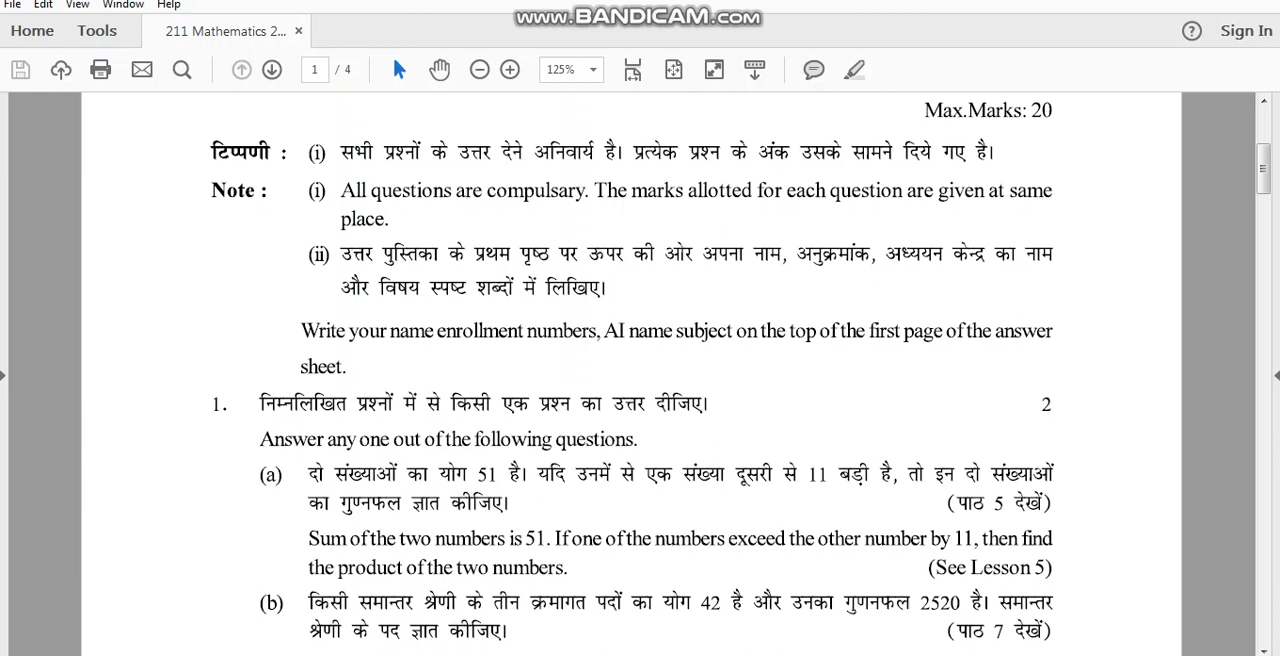 File Edit View Window Help
www.BANDICAM.com
Home Tools 211 Mathematics 2... × Sign In
1 / 4 125%
Max.Marks: 20
टिप्पणी : (i) सभी प्रश्नों के उत्तर देने अनिवार्य है। प्रत्येक प्रश्न के अंक उसके सामने दिये गए है।
Note : (i) All questions are compulsary. The marks allotted for each question are given at same
place.
(ii) उत्तर पुस्तिका के प्रथम पृष्ठ पर ऊपर की ओर अपना नाम, अनुक्रमांक, अध्ययन केन्द्र का नाम
और विषय स्पष्ट शब्दों में लिखिए।
Write your name enrollment numbers, AI name subject on the top of the first page of the answer
sheet.
1. निम्नलिखित प्रश्नों में से किसी एक प्रश्न का उत्तर दीजिए। 2
Answer any one out of the following questions.
(a) दो संख्याओं का योग 51 है। यदि उनमें से एक संख्या दूसरी से 11 बड़ी है, तो इन दो संख्याओं
का गुणनफल ज्ञात कीजिए। (पाठ 5 देखें)
Sum of the two numbers is 51. If one of the numbers exceed the other number by 11, then find
the product of the two numbers. (See Lesson 5)
(b) किसी समान्तर श्रेणी के तीन क्रमागत पदों का योग 42 है और उनका गुणनफल 2520 है। समान्तर
श्रेणी के पद ज्ञात कीजिए। (पाठ 7 देखें)